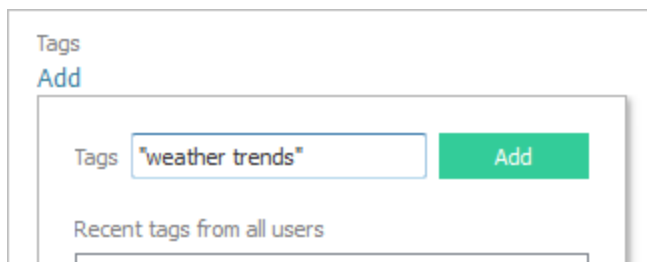 Tags
Add
Tags "weather trends" Add
Recent tags from all users